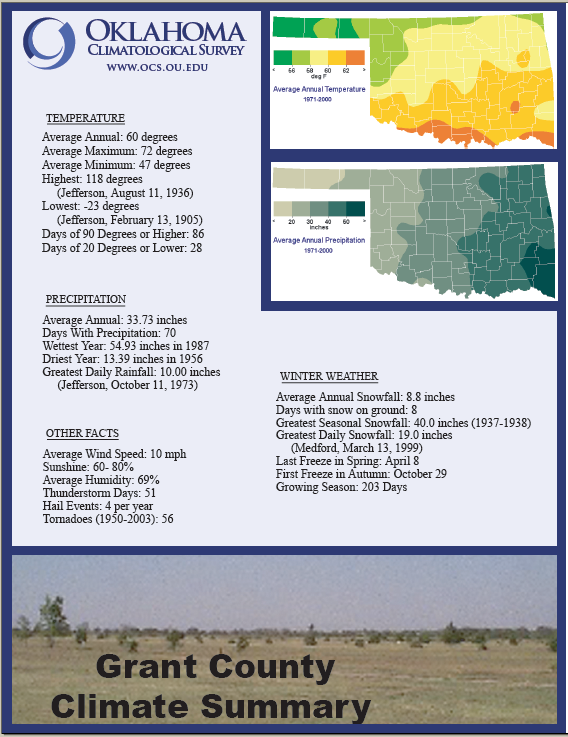 OKLAHOMA
CLIMATOLOGICAL SURVEY
WWW.OCS.OU.EDU
TEMPERATURE
Average Annual: 60 degrees
Average Maximum: 72 degrees
Average Minimum: 47 degrees
Highest: 118 degrees
(Jefferson, August 11, 1936)
Lowest: -23 degrees
(Jefferson, February 13, 1905)
Days of 90 Degrees or Higher: 86
Days of 20 Degrees or Lower: 28
PRECIPITATION
Average Annual: 33.73 inches
Days With Precipitation: 70
Wettest Year: 54.93 inches in 1987
Driest Year: 13.39 inches in 1956
Greatest Daily Rainfall: 10.00 inches
(Jefferson, October 11, 1973)
OTHER FACTS
Average Wind Speed: 10 mph
Sunshine: 60- 80%
Average Humidity: 69%
Thunderstorm Days: 51
Hail Events: 4 per year
Tornadoes (1950-2003): 56
< 56 58 60 62 >
deg F
Average Annual Temperature
1971-2000
< 20 30 40 50 >
inches
Average Annual Precipitation
1971-2000
WINTER WEATHER
Average Annual Snowfall: 8.8 inches
Days with snow on ground: 8
Greatest Seasonal Snowfall: 40.0 inches (1937-1938)
Greatest Daily Snowfall: 19.0 inches
(Medford, March 13, 1999)
Last Freeze in Spring: April 8
First Freeze in Autumn: October 29
Growing Season: 203 Days
Grant County
Climate Summary